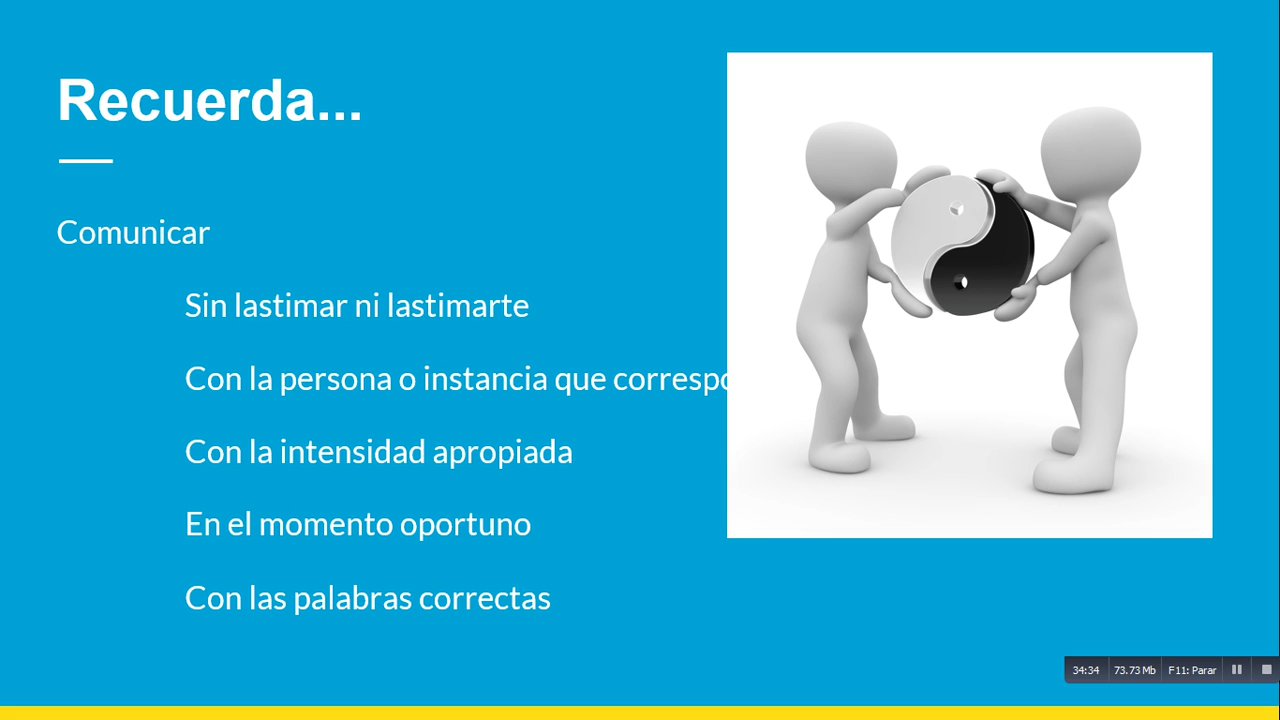 Recuerda...
Comunicar
Sin lastimar ni lastimarte
Con la persona o instancia que
Con la intensidad apropiada
En el momento oportuno
Con las palabras correctas
34:34 73.73 Mb F11: Parar